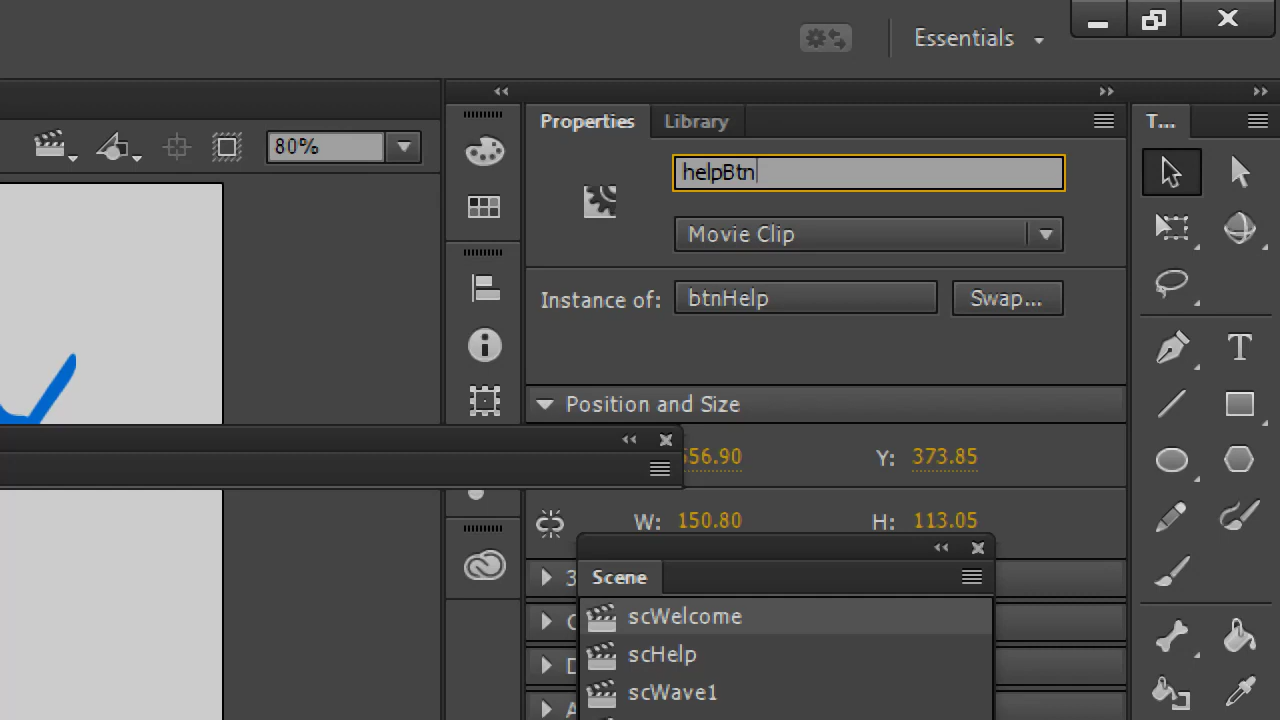 Essentials
Properties
Library
T...
80%
helpBtn
Movie Clip
Instance of:
btnHelp
Swap...
Position and Size
56.90
Y:
373.85
W:
150.80
H:
113.05
3
Scene
scWelcome
scHelp
D
scWave1
A